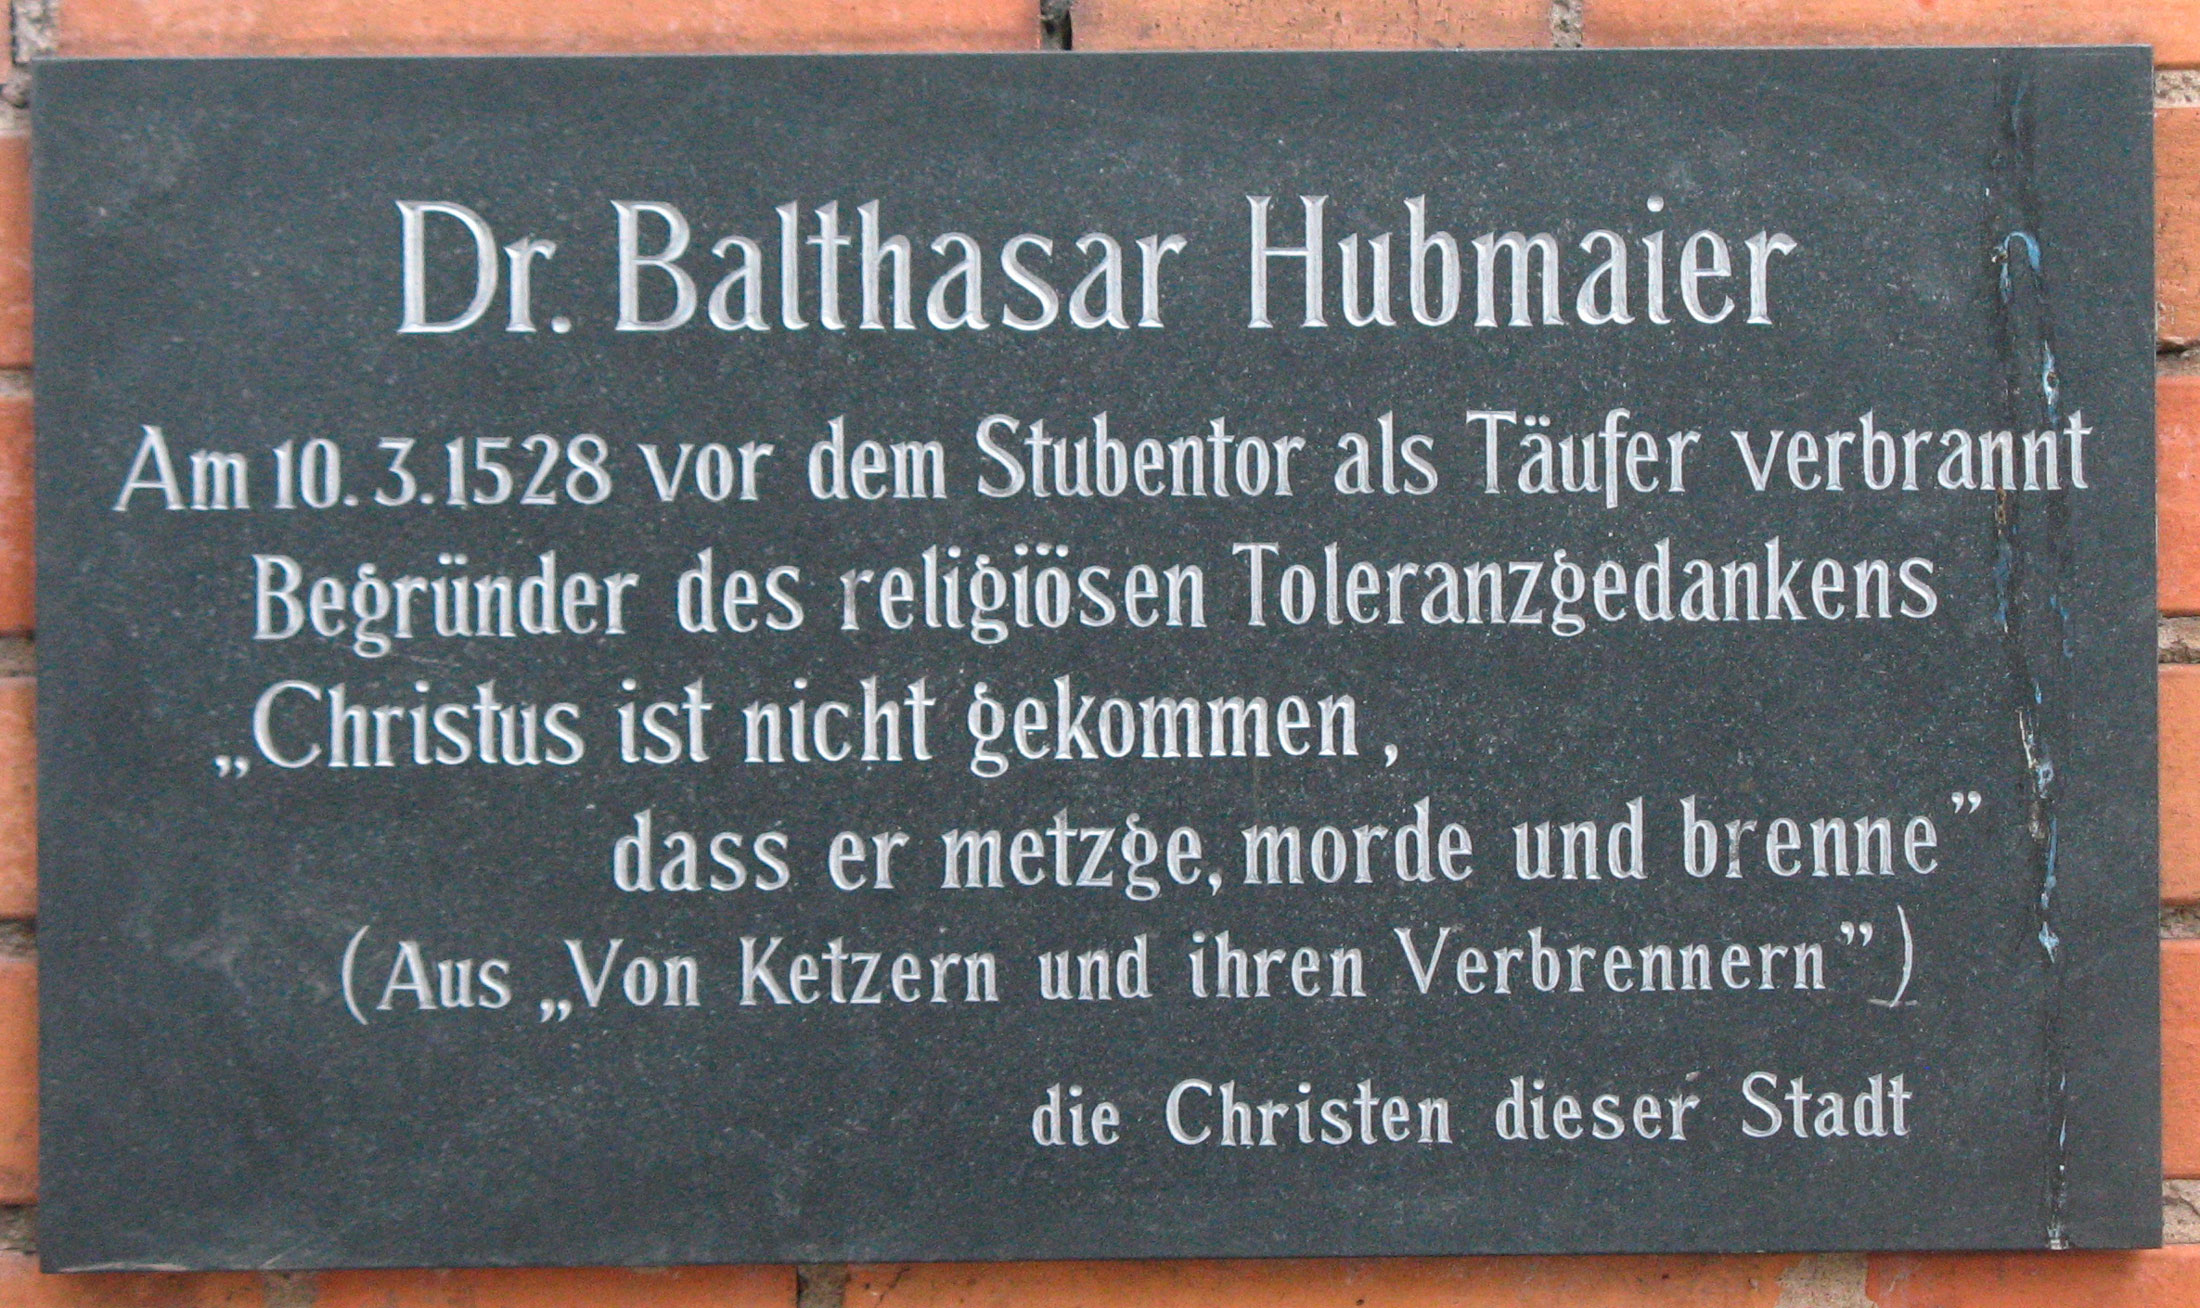 Dr. Balthasar Hubmaier
Am 10.3.1528 vor dem Stubentor als Täufer verbrannt
Begründer des religiösen Toleranzgedankens
„Christus ist nicht gekommen,
dass er metzge, morde und brenne”
(Aus „Von Ketzern und ihren Verbrennern”)
die Christen dieser Stadt